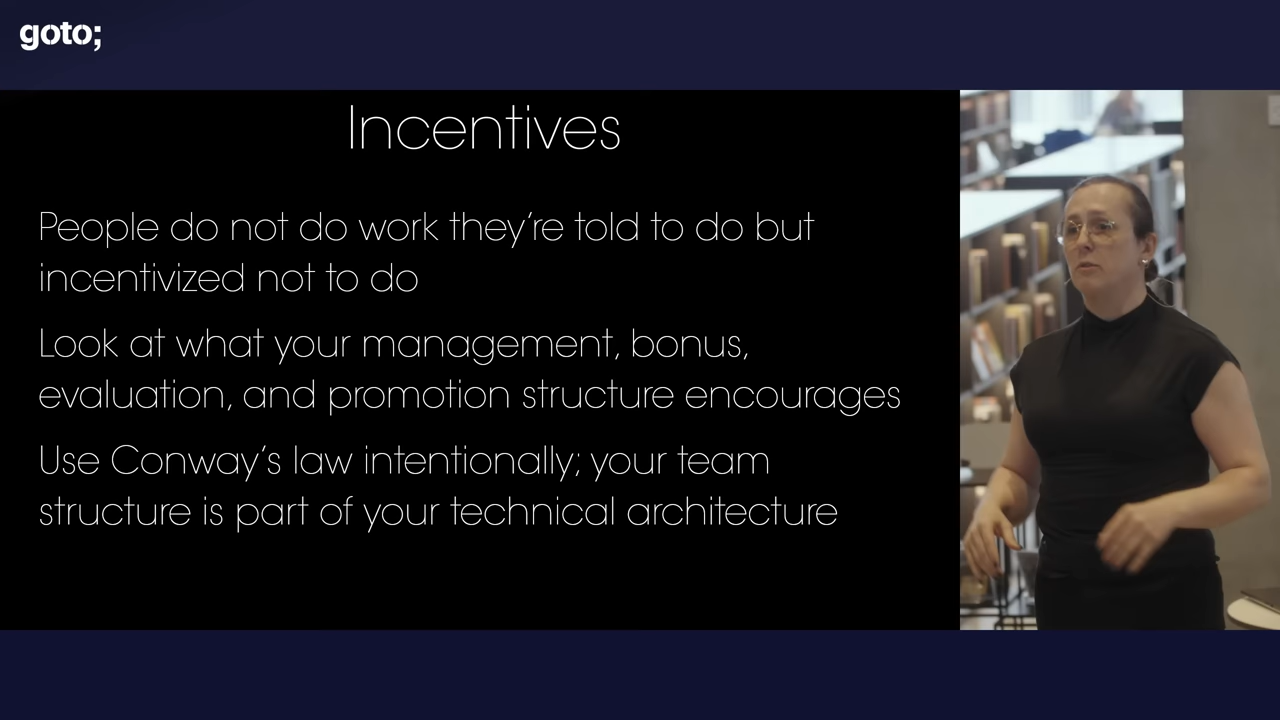 goto;
Incentives
People do not do work they’re told to do but
incentivized not to do
Look at what your management, bonus,
evaluation, and promotion structure encourages
Use Conway’s law intentionally; your team
structure is part of your technical architecture